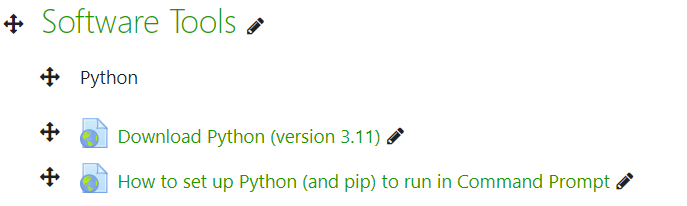 Software Tools
Python
Download Python (version 3.11)
How to set up Python (and pip) to run in Command Prompt